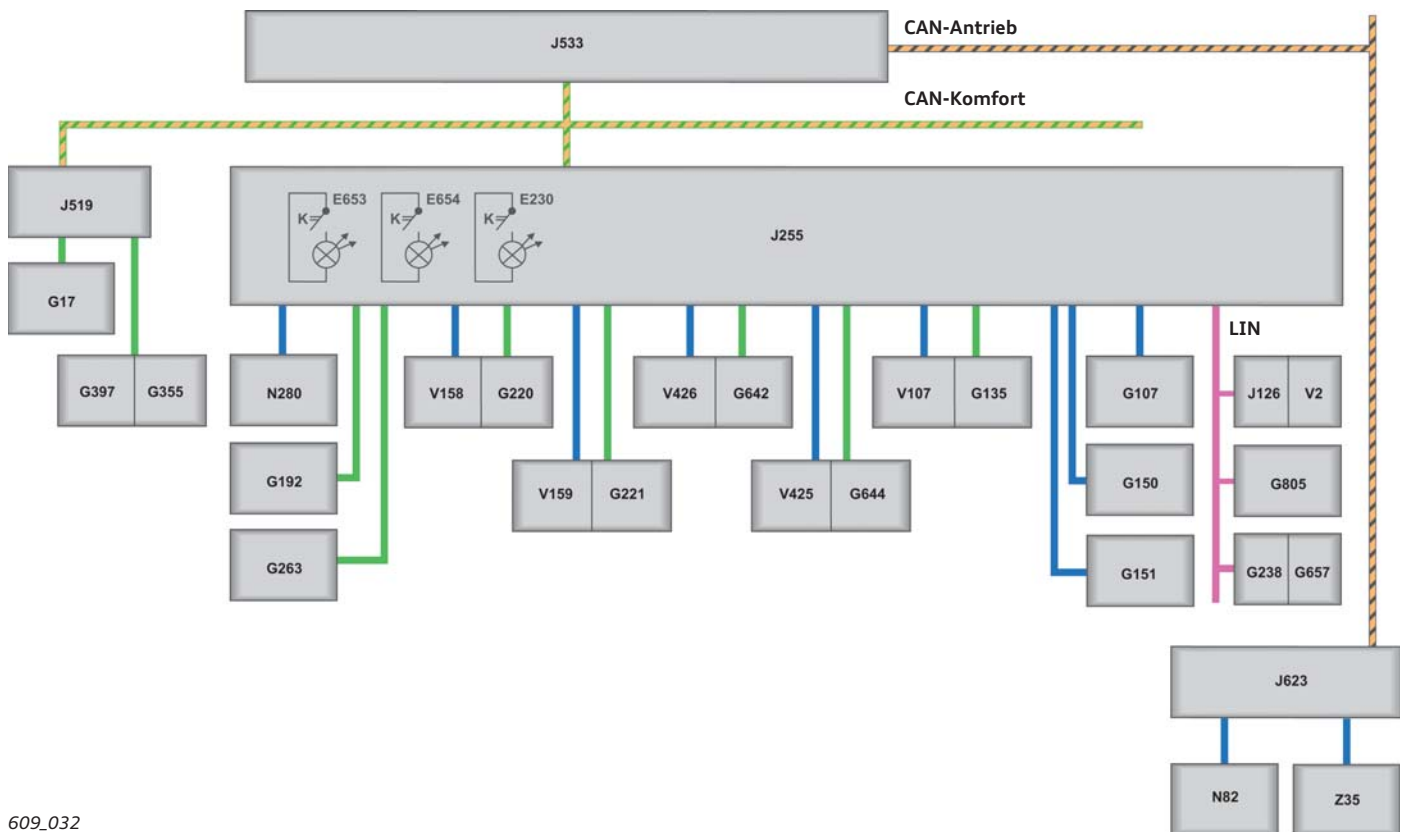 J533
CAN-Antrieb
CAN-Komfort
J519
E653
E654
E230
K
K
K
J255
G17
LIN
G397 G355
N280
V158 G220
V426 G642
V107 G135
G107
J126 V2
G192
V159 G221
V425 G644
G150
G805
G263
G151
G238 G657
J623
N82
Z35
609_032